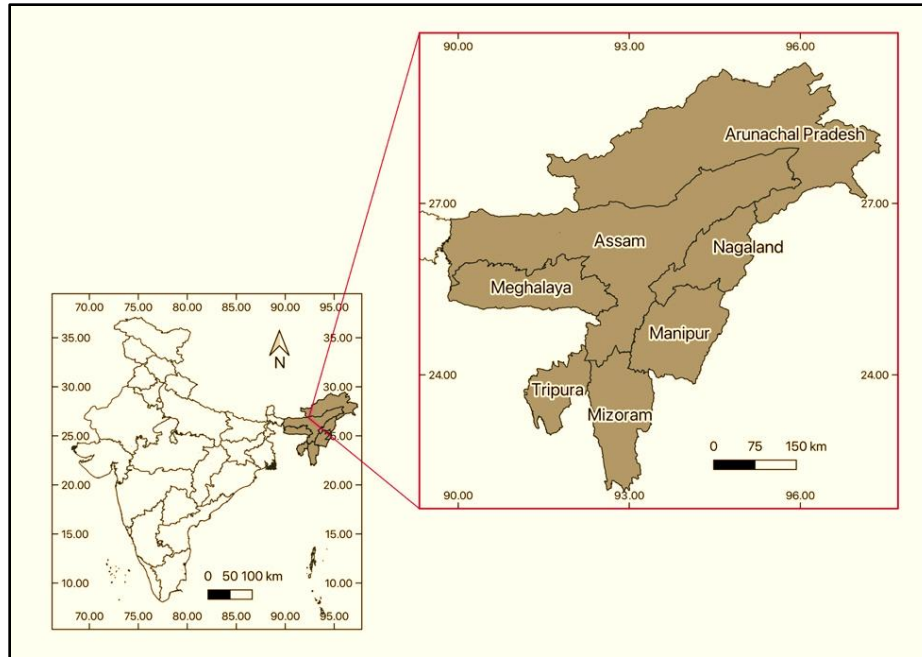 90.00 93.00 96.00
Arunachal Pradesh
27.00 27.00
Assam
Nagaland
Meghalaya
Manipur
24.00 24.00
Tripura
Mizoram
0 75 150 km
90.00 93.00 96.00
70.00 75.00 80.00 85.00 90.00 95.00
35.00 35.00
N
30.00 30.00
25.00 25.00
20.00 20.00
15.00 15.00
0 50 100 km
10.00 10.00
70.00 75.00 80.00 85.00 90.00 95.00